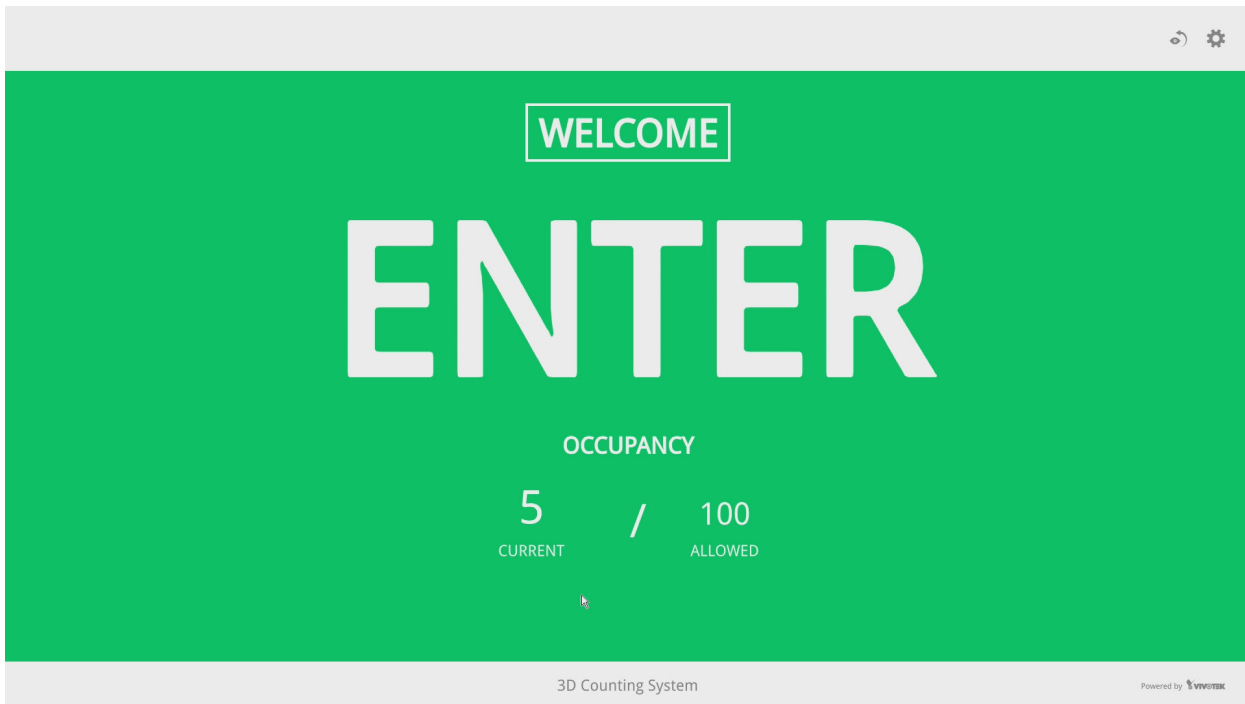 WELCOME
ENTER
OCCUPANCY
5 / 100
CURRENT ALLOWED
3D Counting System
Powered by VIVOTEK